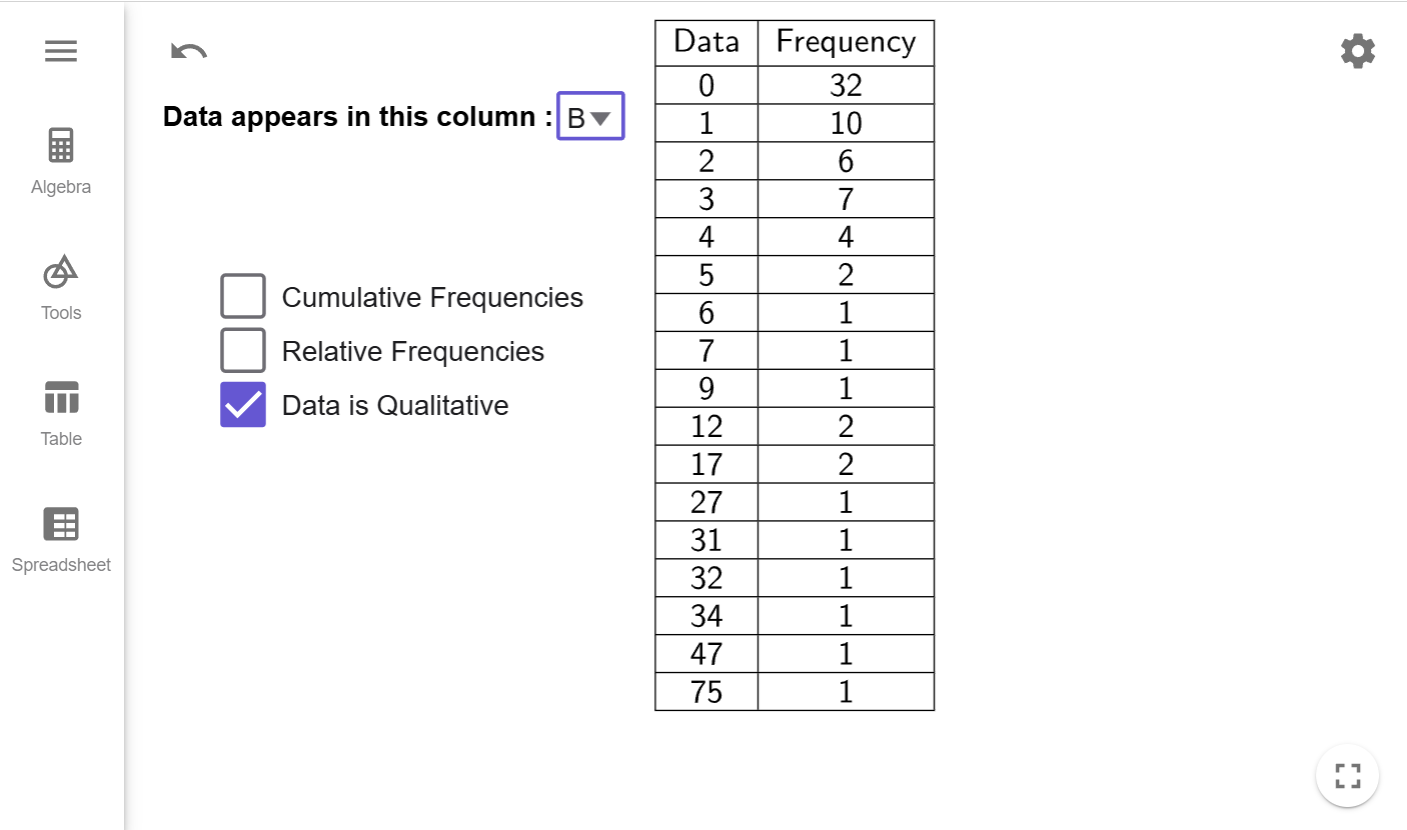 Algebra
Tools
Table
Spreadsheet
Data appears in this column : B
Cumulative Frequencies
Relative Frequencies
Data is Qualitative
Data Frequency
0 32
1 10
2 6
3 7
4 4
5 2
6 1
7 1
9 1
12 2
17 2
27 1
31 1
32 1
34 1
47 1
75 1